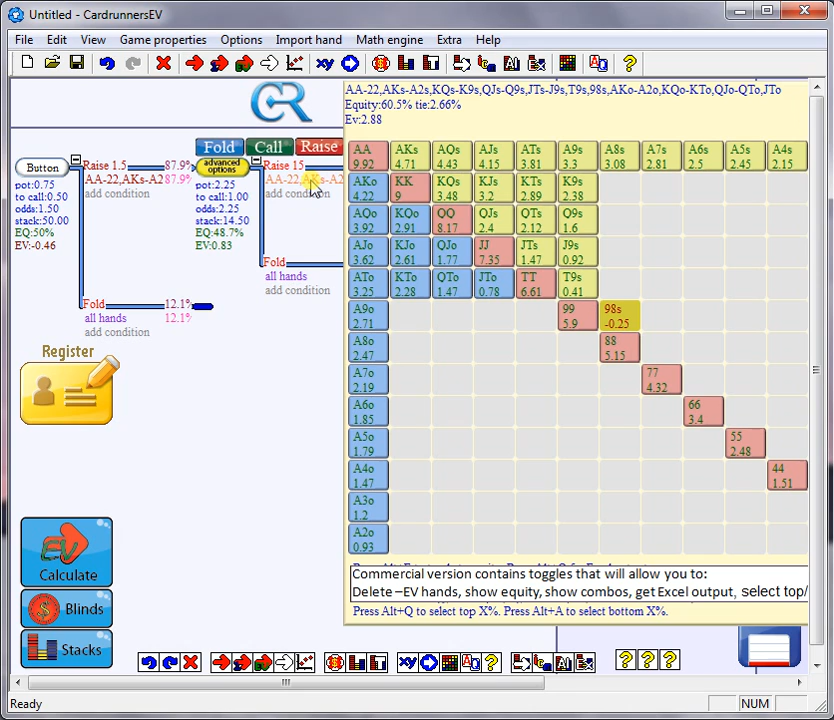 Untitled - CardrunnersEV
File Edit View Game properties Options Import hand Math engine Extra Help
CR
AA-22,AKs-A2s,KQs-K9s,QJs-Q9s,JTs-J9s,T9s,98s,AKo-A2o,KQo-KTo,QJo-QTo,JTo
Equity:60.5% tie:2.66%
Ev:2.88
Fold Call Raise
Button
Raise 1.5 87.9%
AA-22,AKs-A2 87.9%
add condition
pot:0.75
to call:0.50
odds:1.50
stack:50.00
EQ:50%
EV:-0.46
advanced options
pot:2.25
to call:1.00
odds:2.25
stack:14.50
EQ:48.7%
EV:0.83
Raise 15
AA-22,AKs-A2
add condition
Fold
all hands
add condition
Fold 12.1%
all hands 12.1%
add condition
AA AKs AQs AJs ATs A9s A8s A7s A6s A5s A4s
9.92 4.71 4.43 4.15 3.81 3.3 3.08 2.81 2.5 2.45 2.15
AKo KK KQs KJs KTs K9s
4.22 9 3.48 3.2 2.89 2.38
AQo KQo QQ QJs QTs Q9s
3.92 2.91 8.17 2.4 2.12 1.6
AJo KJo QJo JJ JTs J9s
3.62 2.61 1.77 7.35 1.47 0.92
ATo KTo QTo JTo TT T9s
3.25 2.28 1.47 0.78 6.61 0.41
A9o 99 98s
2.71 5.9 -0.25
A8o 88
2.47 5.15
A7o 77
2.19 4.32
A6o 66
1.85 3.4
A5o 55
1.79 2.48
A4o 44
1.47 1.51
A3o
1.2
A2o
0.93
Register
Commercial version contains toggles that will allow you to:
Delete –EV hands, show equity, show combos, get Excel output, select top/
Press Alt+Q to select top X%. Press Alt+A to select bottom X%.
EV
Calculate
Blinds
Stacks
Ready NUM